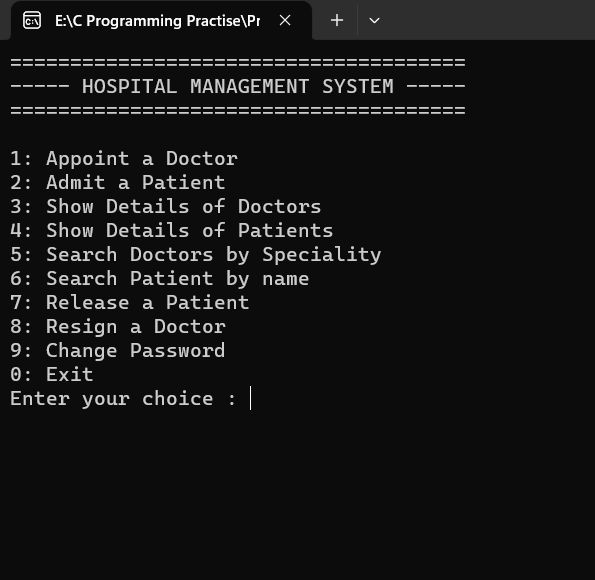 E:\C Programming Practise\Pr
======================================
----- HOSPITAL MANAGEMENT SYSTEM -----
======================================
1: Appoint a Doctor
2: Admit a Patient
3: Show Details of Doctors
4: Show Details of Patients
5: Search Doctors by Speciality
6: Search Patient by name
7: Release a Patient
8: Resign a Doctor
9: Change Password
0: Exit
Enter your choice :